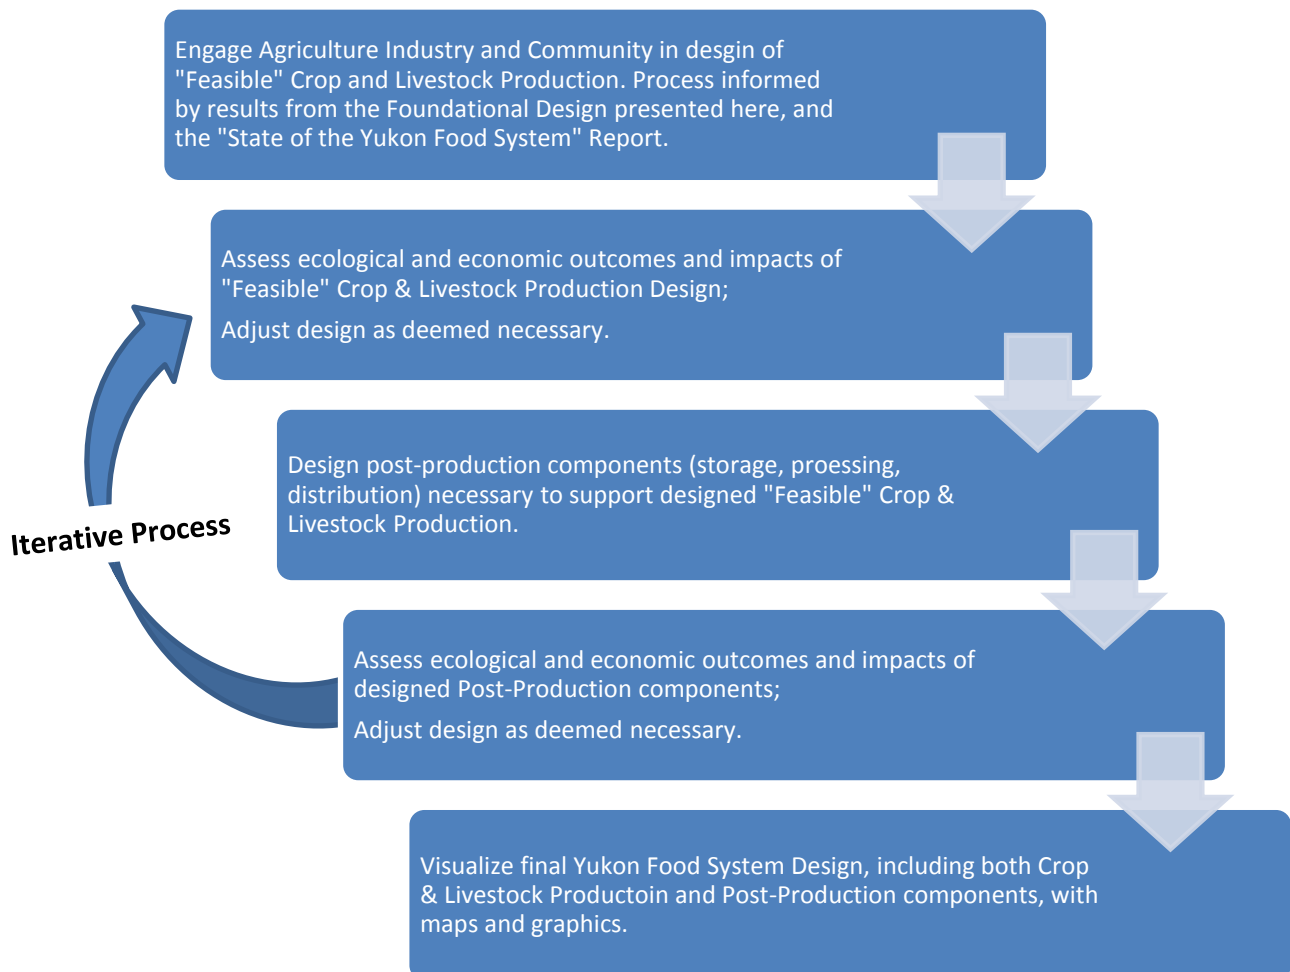 Engage Agriculture Industry and Community in desgin of
"Feasible" Crop and Livestock Production. Process informed
by results from the Foundational Design presented here, and
the "State of the Yukon Food System" Report.
Assess ecological and economic outcomes and impacts of
"Feasible" Crop & Livestock Production Design;
Adjust design as deemed necessary.
Design post-production components (storage, proessing,
distribution) necessary to support designed "Feasible" Crop &
Livestock Production.
Iterative Process
Assess ecological and economic outcomes and impacts of
designed Post-Production components;
Adjust design as deemed necessary.
Visualize final Yukon Food System Design, including both Crop
& Livestock Productoin and Post-Production components, with
maps and graphics.